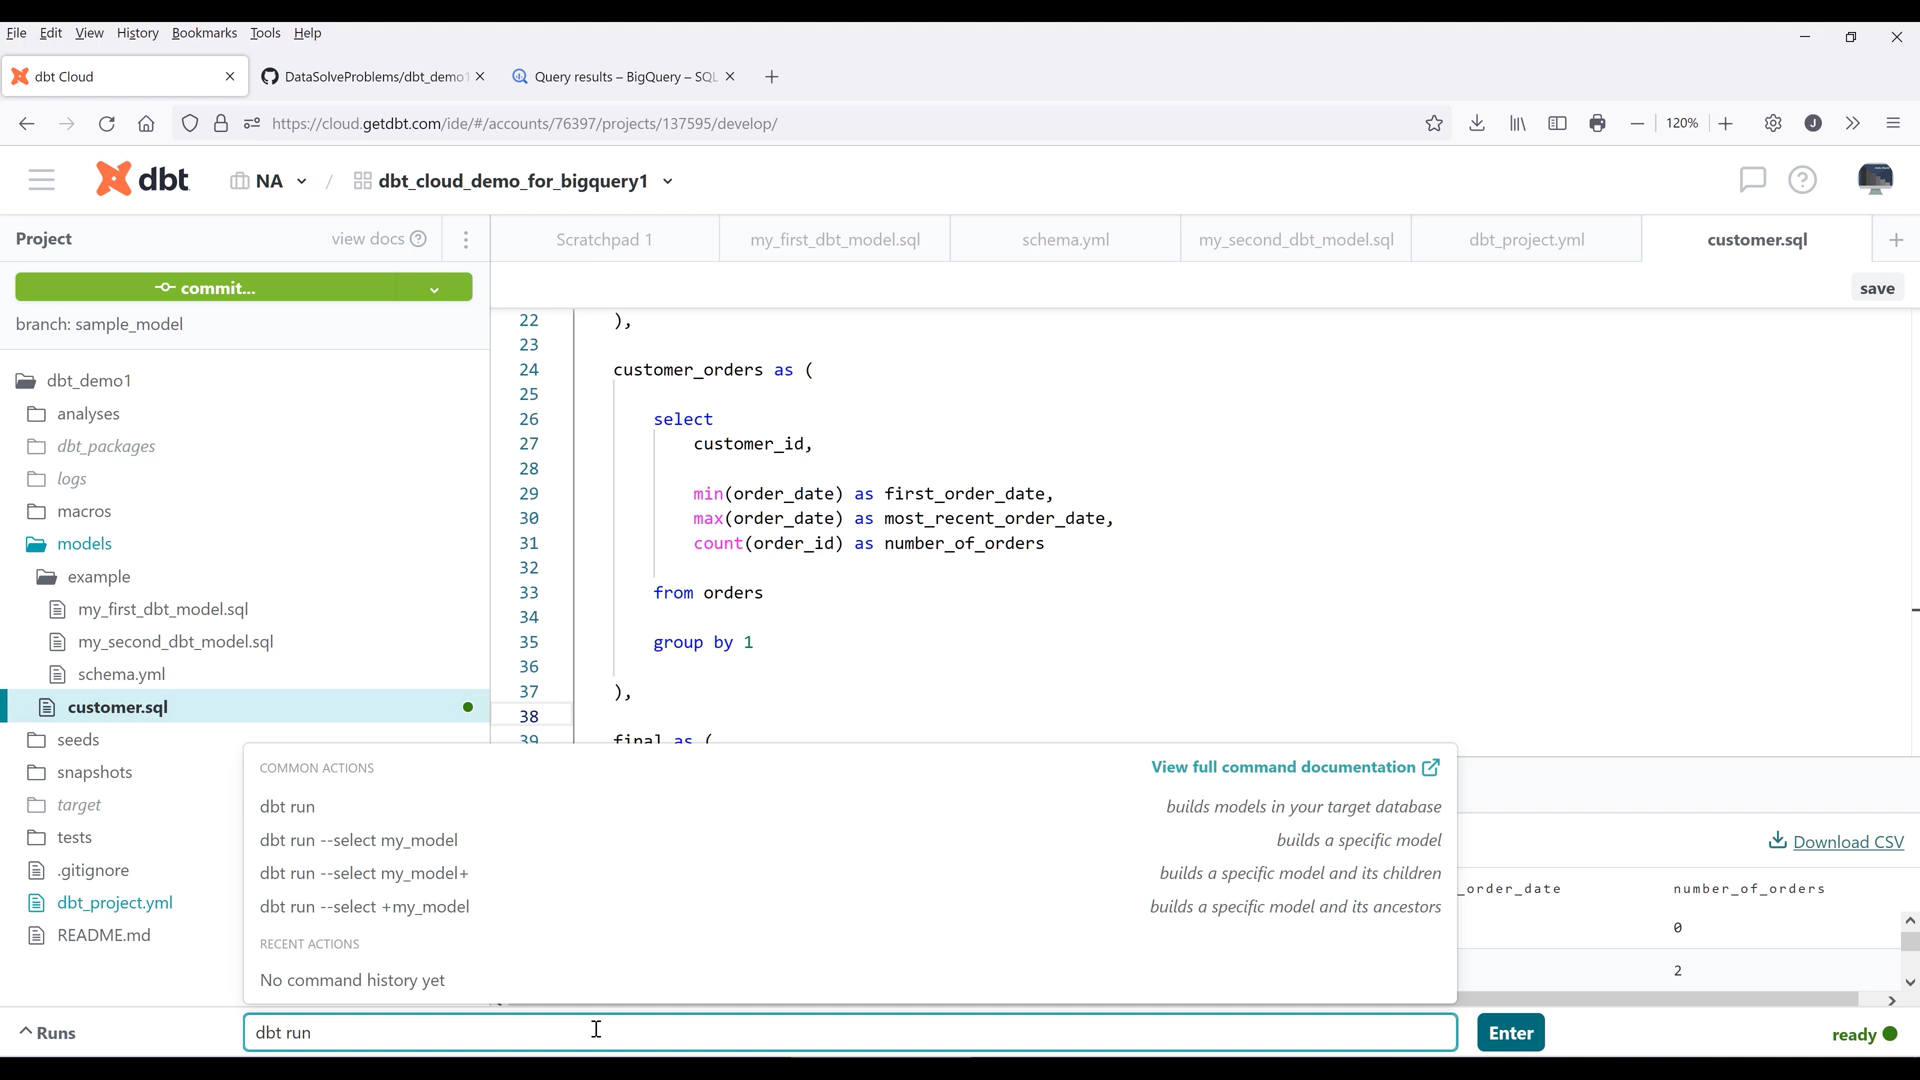 File Edit View History Bookmarks Tools Help
dbt Cloud
DataSolveProblems/dbt_demo1
Query results – BigQuery – SQL
https://cloud.getdbt.com/ide/#/accounts/76397/projects/137595/develop/
120%
J
dbt
NA / dbt_cloud_demo_for_bigquery1
Project
view docs
Scratchpad 1
my_first_dbt_model.sql
schema.yml
my_second_dbt_model.sql
dbt_project.yml
customer.sql
commit...
save
branch: sample_model
dbt_demo1
analyses
dbt_packages
logs
macros
models
example
my_first_dbt_model.sql
my_second_dbt_model.sql
schema.yml
customer.sql
seeds
snapshots
target
tests
.gitignore
dbt_project.yml
README.md
22 ),
23
24 customer_orders as (
25
26 select
27 customer_id,
28
29 min(order_date) as first_order_date,
30 max(order_date) as most_recent_order_date,
31 count(order_id) as number_of_orders
32
33 from orders
34
35 group by 1
36
37 ),
38
39 final as (
COMMON ACTIONS
View full command documentation
dbt run builds models in your target database
dbt run --select my_model builds a specific model
dbt run --select my_model+ builds a specific model and its children
dbt run --select +my_model builds a specific model and its ancestors
RECENT ACTIONS
No command history yet
Download CSV
_order_date number_of_orders
0
2
Runs
dbt run
Enter
ready